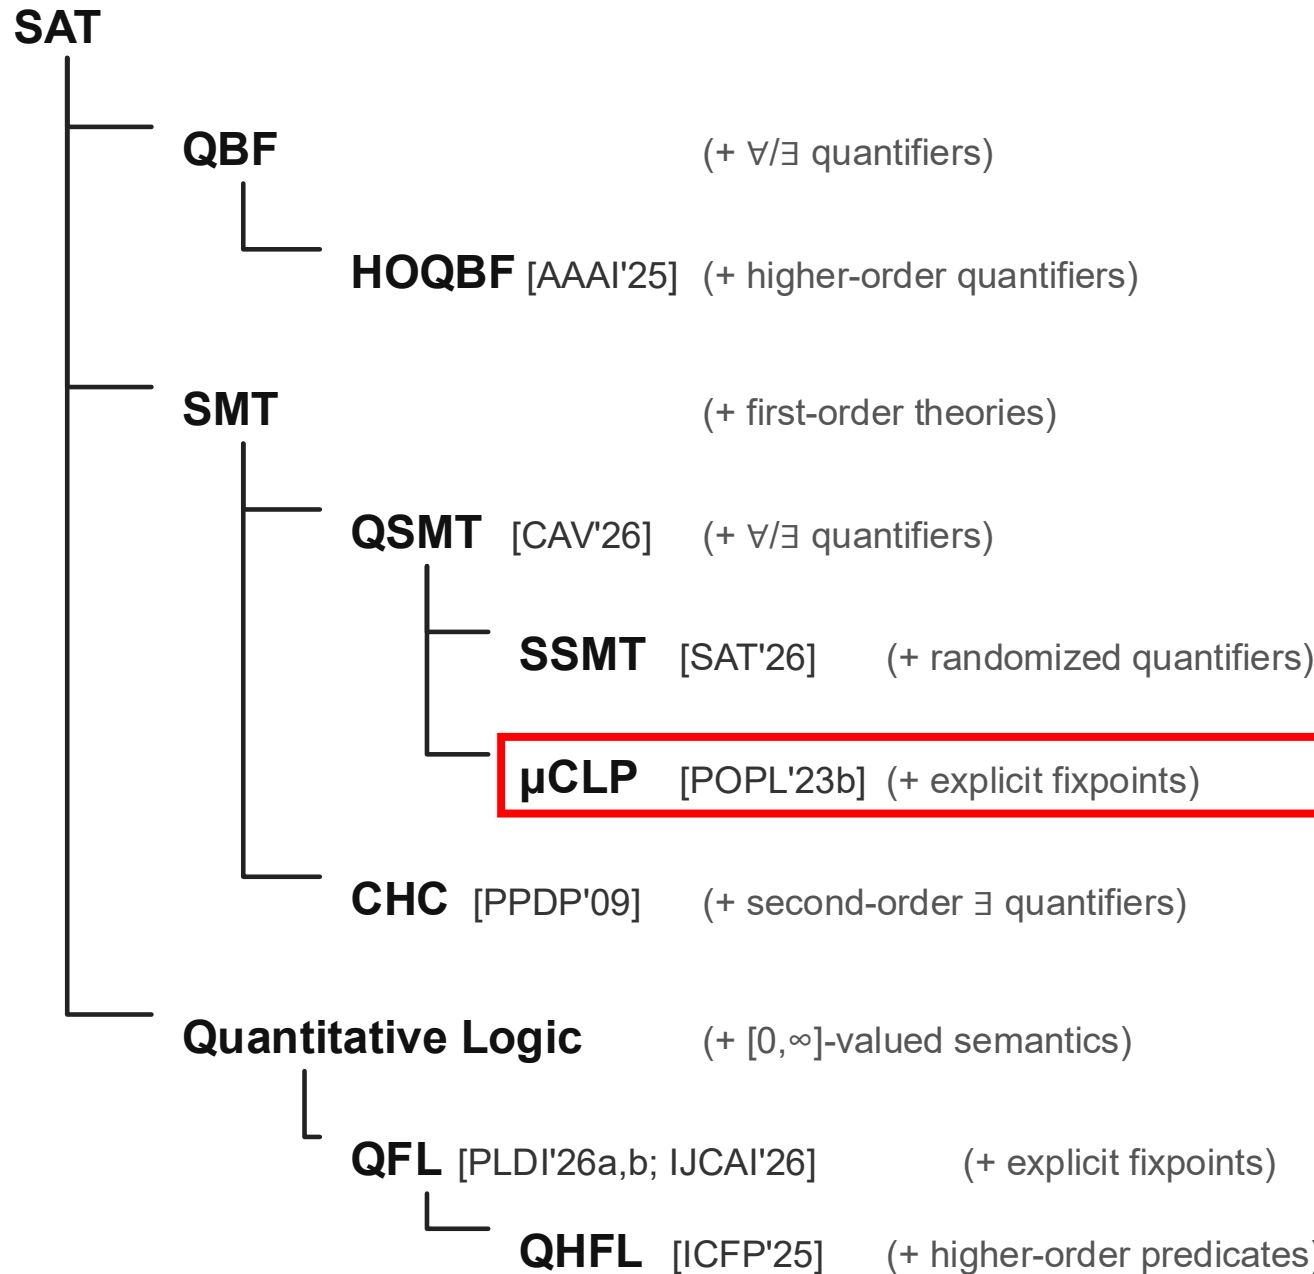 SAT
QBF (+ ∀/∃ quantifiers)
HOQBF [AAAI'25] (+ higher-order quantifiers)
SMT (+ first-order theories)
QSMT [CAV'26] (+ ∀/∃ quantifiers)
SSMT [SAT'26] (+ randomized quantifiers)
μCLP [POPL'23b] (+ explicit fixpoints)
CHC [PPDP'09] (+ second-order ∃ quantifiers)
Quantitative Logic (+ [0,∞]-valued semantics)
QFL [PLDI'26a,b; IJCAI'26] (+ explicit fixpoints)
QHFL [ICFP'25] (+ higher-order predicates)